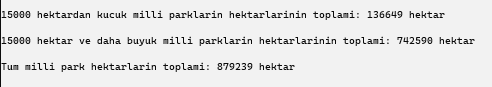 15000 hektardan kucuk milli parklarin hektarlarinin toplami: 136649 hektar
15000 hektar ve daha buyuk milli parklarin hektarlarinin toplami: 742590 hektar
Tum milli park hektarlarin toplami: 879239 hektar